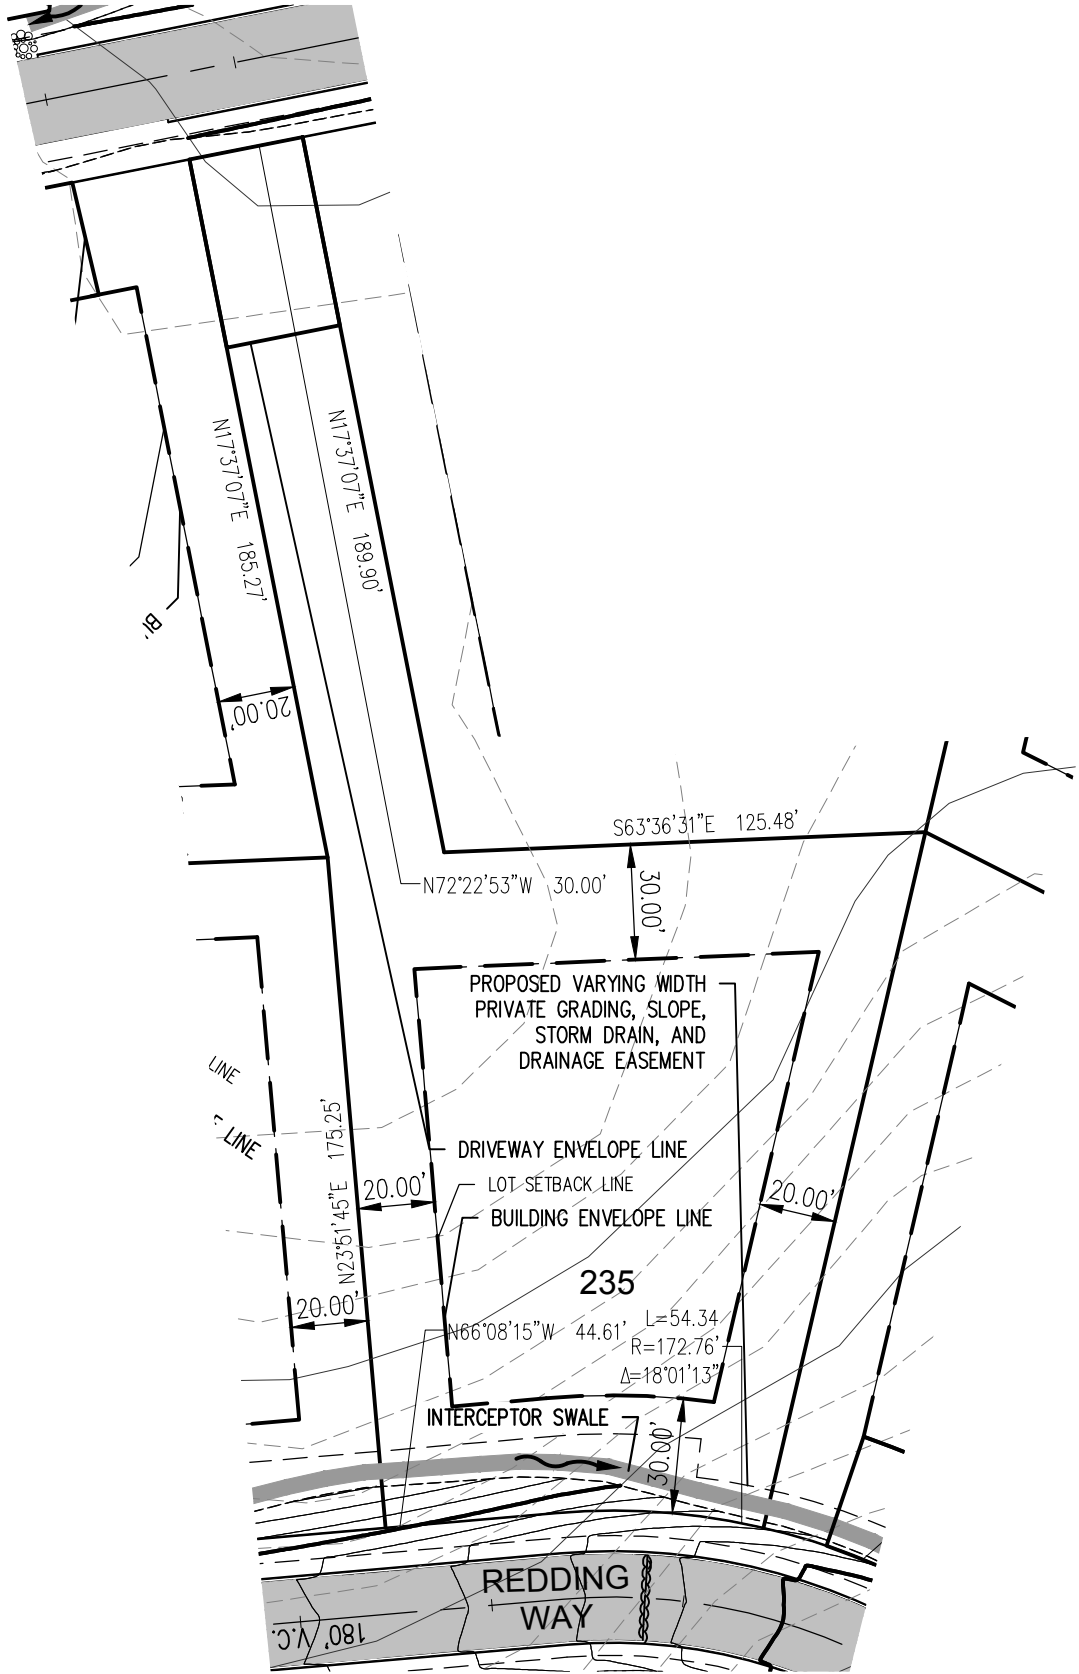 N17°37'07"E 185.27'
N17°37'07"E 189.90'
20.00'
S63°36'31"E 125.48'
N72°22'53"W 30.00'
30.00'
PROPOSED VARYING WIDTH
PRIVATE GRADING, SLOPE,
STORM DRAIN, AND
DRAINAGE EASEMENT
LINE
LINE
N23°51'45"E 175.25'
DRIVEWAY ENVELOPE LINE
20.00'
LOT SETBACK LINE
20.00'
BUILDING ENVELOPE LINE
235
20.00'
N66°08'15"W 44.61'
L=54.34
R=172.76'
Δ=18°01'13"
INTERCEPTOR SWALE
30.00'
REDDING
WAY
180' V.C.